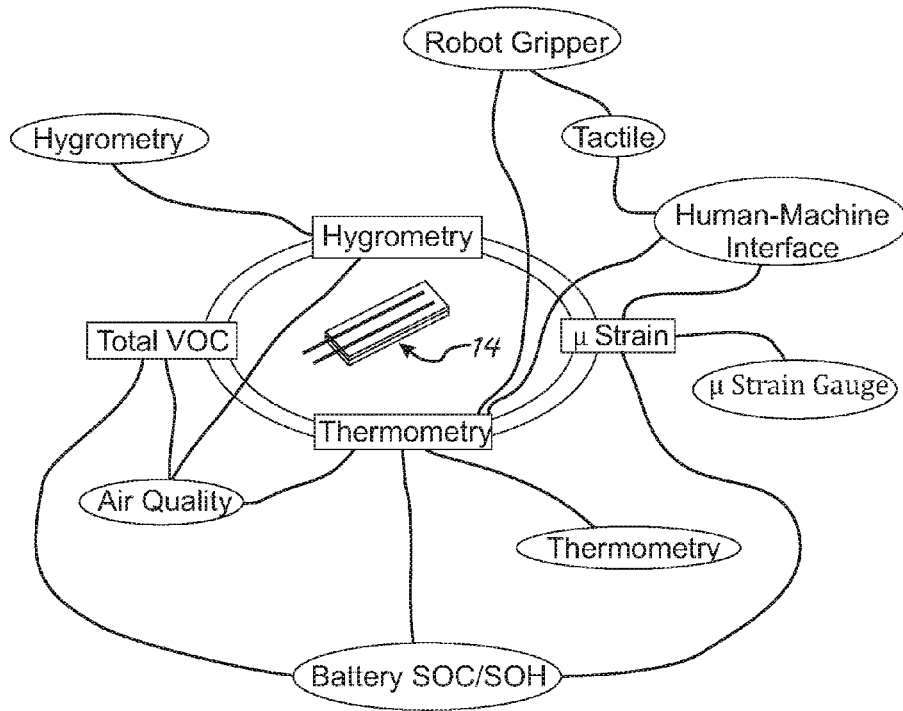 Robot Gripper
Hygrometry
Tactile
Human-Machine
Interface
Hygrometry
Total VOC
14
μ Strain
μ Strain Gauge
Thermometry
Air Quality
Thermometry
Battery SOC/SOH